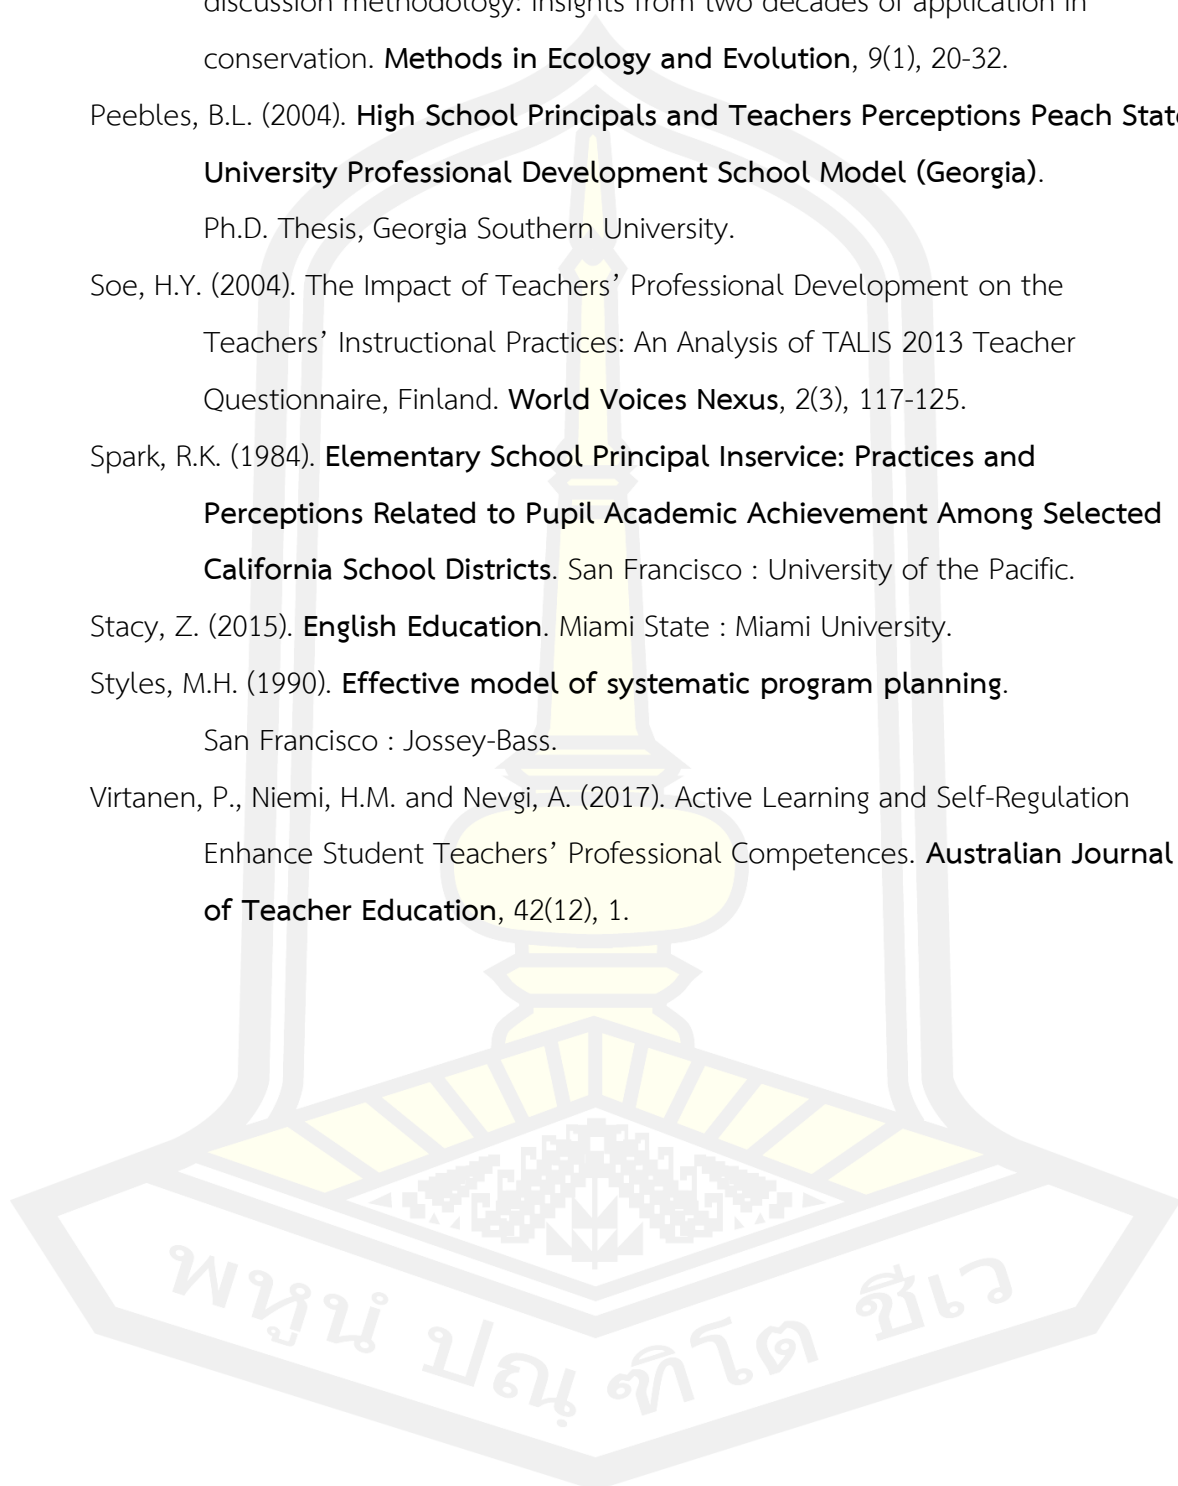 discussion methodology: Insights from two decades of application in
conservation. Methods in Ecology and Evolution, 9(1), 20-32.
Peebles, B.L. (2004). High School Principals and Teachers Perceptions Peach State
University Professional Development School Model (Georgia).
Ph.D. Thesis, Georgia Southern University.
Soe, H.Y. (2004). The Impact of Teachers’ Professional Development on the
Teachers’ Instructional Practices: An Analysis of TALIS 2013 Teacher
Questionnaire, Finland. World Voices Nexus, 2(3), 117-125.
Spark, R.K. (1984). Elementary School Principal Inservice: Practices and
Perceptions Related to Pupil Academic Achievement Among Selected
California School Districts. San Francisco : University of the Pacific.
Stacy, Z. (2015). English Education. Miami State : Miami University.
Styles, M.H. (1990). Effective model of systematic program planning.
San Francisco : Jossey-Bass.
Virtanen, P., Niemi, H.M. and Nevgi, A. (2017). Active Learning and Self-Regulation
Enhance Student Teachers’ Professional Competences. Australian Journal
of Teacher Education, 42(12), 1.
พหูนํ ปณฺฑิโต ชีเว